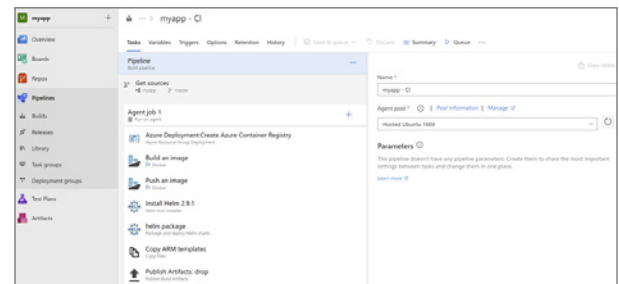 myapp
Overview
Boards
Repos
Pipelines
Builds
Releases
Library
Task groups
Deployment groups
Test Plans
Artifacts
··· > myapp - CI
Tasks Variables Triggers Options Retention History Save & queue Discard Summary Queue ···
Pipeline
Build pipeline
Get sources
myapp master
Agent job 1
Run on agent
Azure Deployment:Create Azure Container Registry
Azure Resource Group Deployment
Build an image
Docker
Push an image
Docker
Install Helm 2.9.1
Helm tool installer
helm package
Package and deploy Helm charts
Copy ARM templates
Copy Files
Publish Artifacts: drop
Publish Build Artifacts
View YAML
Name *
myapp - CI
Agent pool * | Pool information | Manage
Hosted Ubuntu 1604
Parameters
This pipeline doesn't have any pipeline parameters. Create them to share the most important
settings between tasks and change them in one place.
Learn more